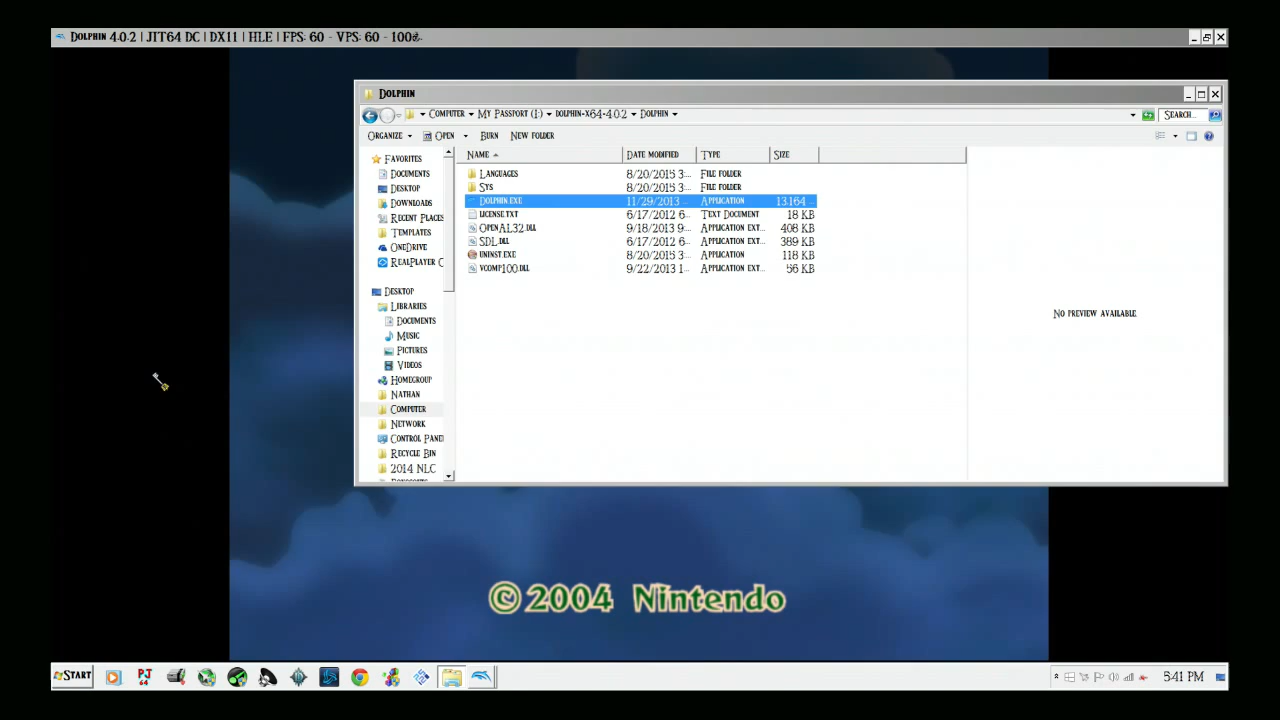 Dolphin 4.0.2 | JIT64 DC | DX11 | HLE | FPS: 60 - VPS: 60 - 100%
Dolphin
Computer My Passport (I:) dolphin-x64-4.0.2 Dolphin Search...
Organize Open Burn New folder
Favorites
Documents
Desktop
Downloads
Recent Places
Templates
OneDrive
RealPlayer C
Desktop
Libraries
Documents
Music
Pictures
Videos
Homegroup
Nathan
Computer
Network
Control Pane
Recycle Bin
2014 NLC
Name Date modified Type Size
Languages 8/20/2015 3:... File folder
Sys 8/20/2015 3:... File folder
Dolphin.exe 11/29/2013 ... Application 13,164 ...
license.txt 6/17/2012 6:... Text Document 18 KB
OpenAL32.dll 9/18/2013 9:... Application ext... 408 KB
SDL.dll 6/17/2012 6:... Application ext... 389 KB
uninst.exe 8/20/2015 3:... Application 118 KB
vcomp100.dll 9/22/2013 1... Application ext... 56 KB
No preview available.
© 2004 Nintendo
Start PJ 64 5:41 PM